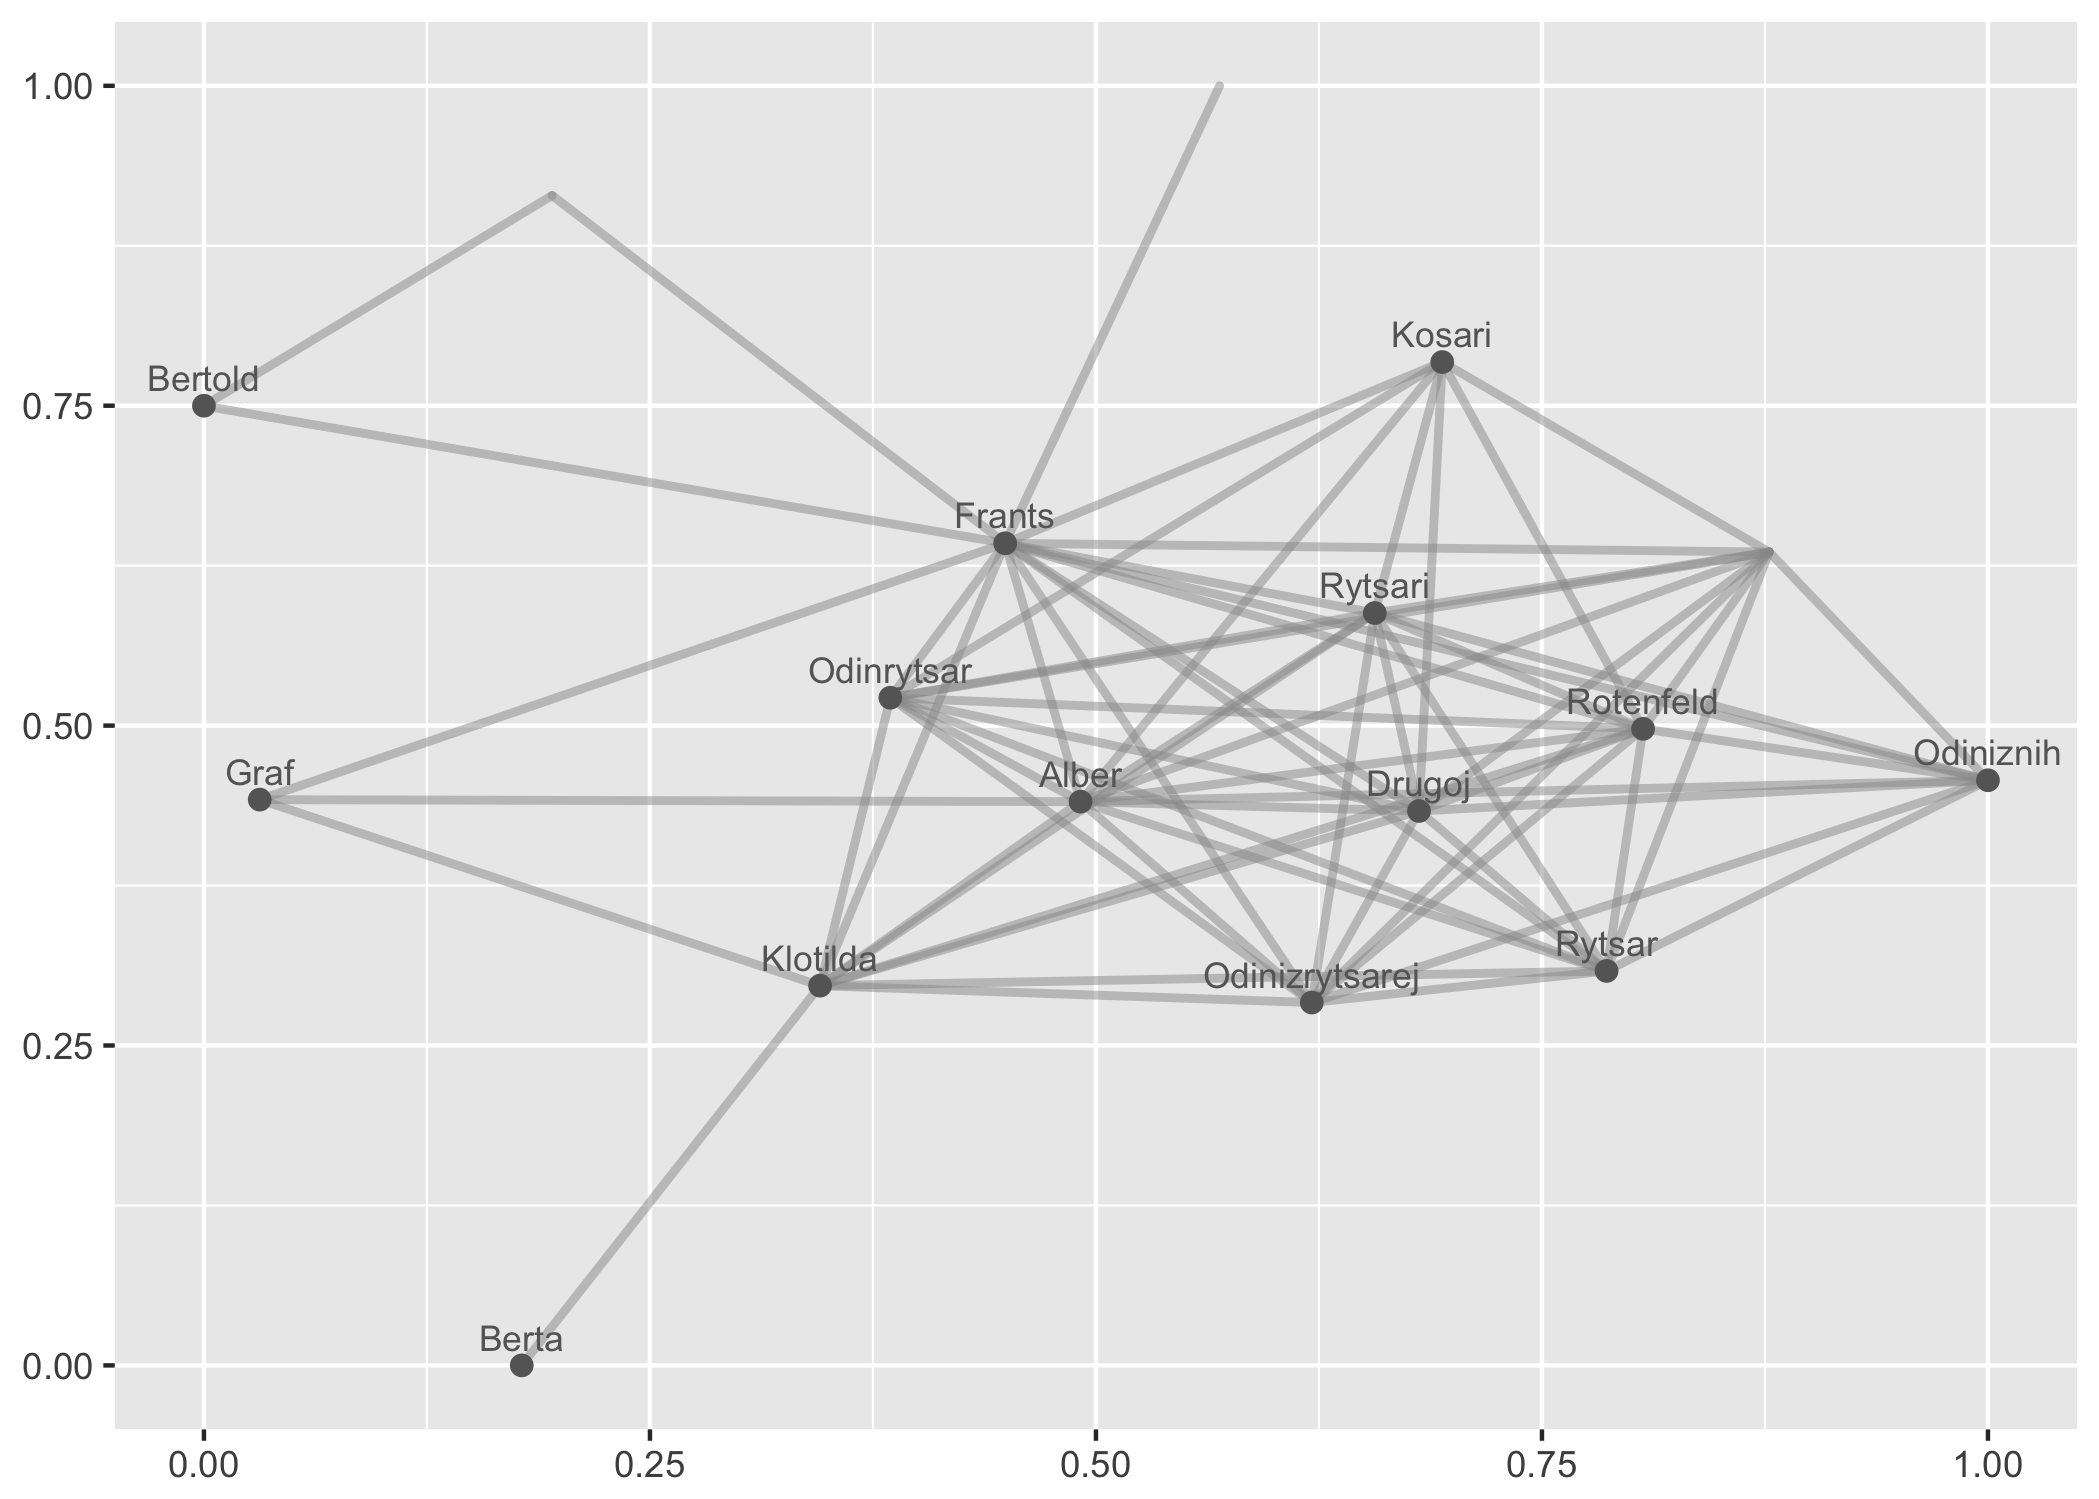 1.00
Kosari
Bertold
0.75
Frants
Rytsari
Odinrytsar
Rotenfeld
0.50
Odiniznih
Graf
Alber
Drugoj
Rytsar
Klotilda
Odinizrytsarej
0.25
Berta
0.00
0.00 0.25 0.50 0.75 1.00